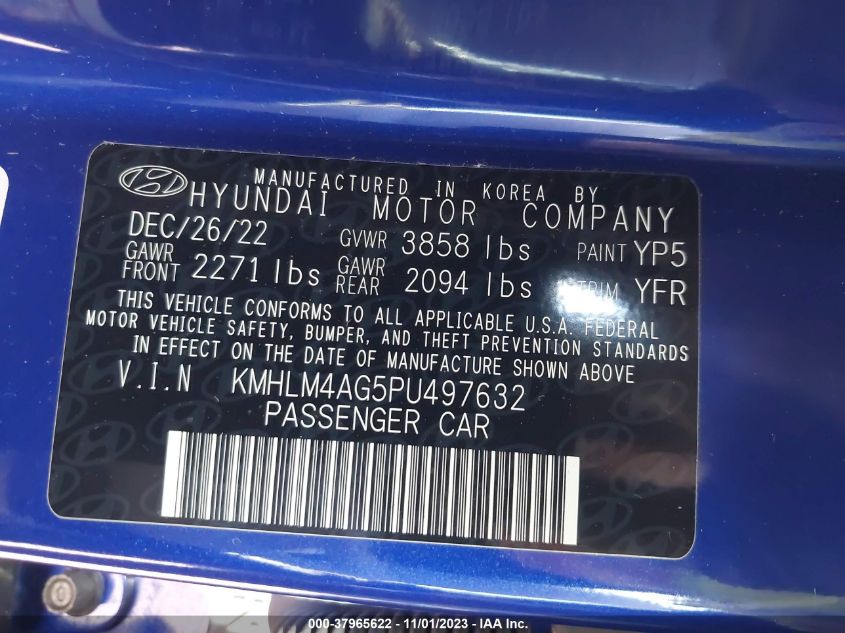 MANUFACTURED IN KOREA BY
HYUNDAI MOTOR COMPANY
DEC/26/22 GVWR 3858 lbs PAINT YP5
GAWR FRONT 2271 lbs GAWR REAR 2094 lbs TRIM YFR
THIS VEHICLE CONFORMS TO ALL APPLICABLE U.S.A. FEDERAL
MOTOR VEHICLE SAFETY, BUMPER, AND THEFT PREVENTION STANDARDS
IN EFFECT ON THE DATE OF MANUFACTURE SHOWN ABOVE
V.I.N KMHLM4AG5PU497632
PASSENGER CAR
000-37965622 - 11/01/2023 - IAA Inc.